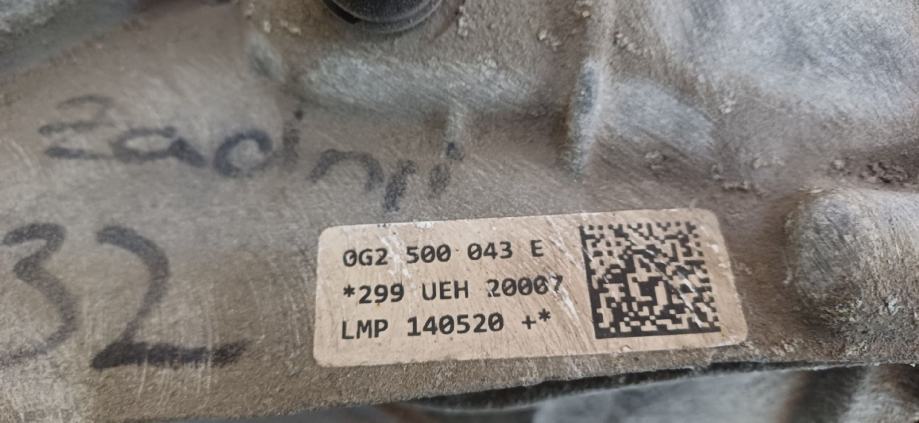 Zadnji
32
0G2 500 043 E
*299 UEH 20007
LMP 140520 +*